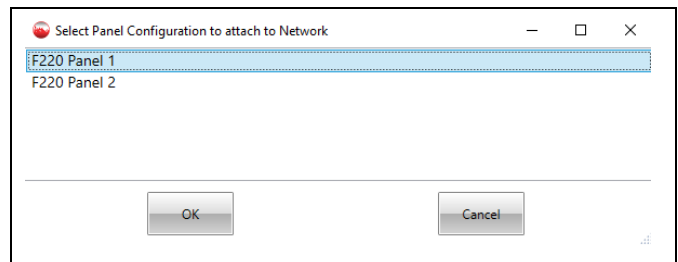 Select Panel Configuration to attach to Network
F220 Panel 1
F220 Panel 2
OK
Cancel